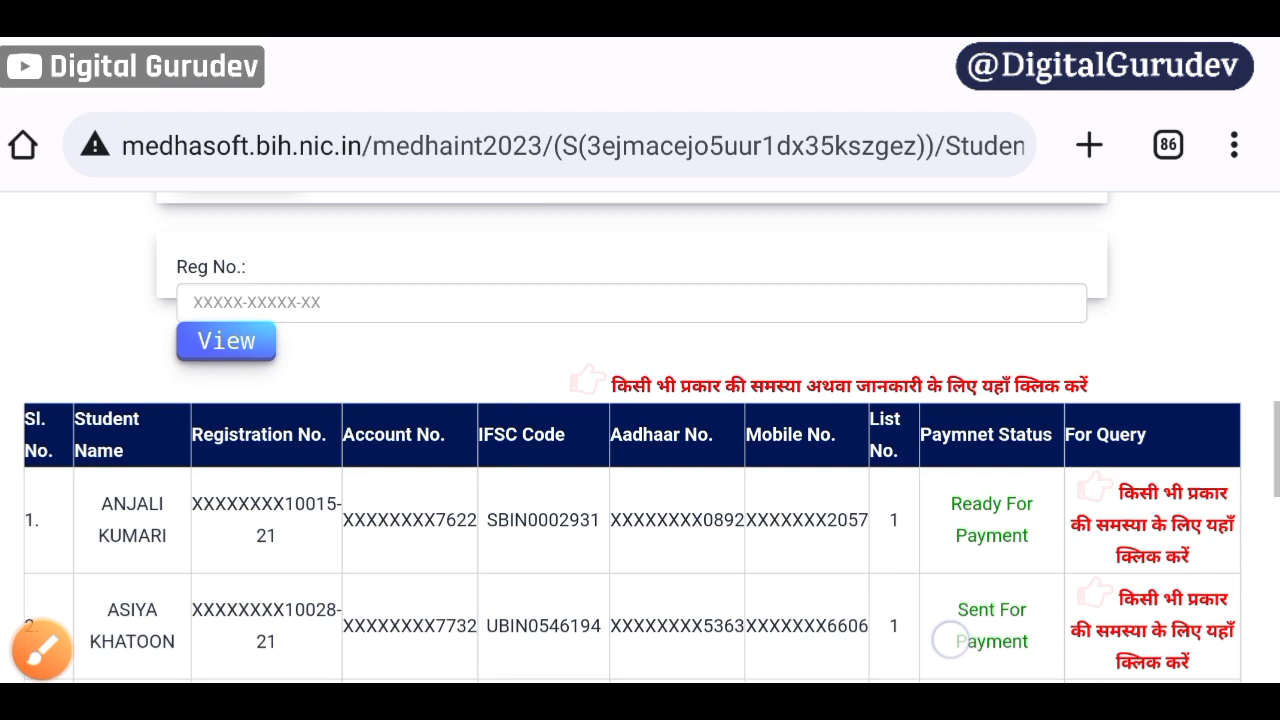 Digital Gurudev
@DigitalGurudev
medhasoft.bih.nic.in/medhaint2023/(S(3ejmacejo5uur1dx35kszgez))/Studen
86
Reg No.:
XXXXX-XXXXX-XX
View
किसी भी प्रकार की समस्या अथवा जानकारी के लिए यहाँ क्लिक करें
Sl. No. Student Name Registration No. Account No. IFSC Code Aadhaar No. Mobile No. List No. Paymnet Status For Query
1. ANJALI KUMARI XXXXXXXX10015-21 XXXXXXXX7622 SBIN0002931 XXXXXXXX0892 XXXXXXX2057 1 Ready For Payment किसी भी प्रकार की समस्या के लिए यहाँ क्लिक करें
2. ASIYA KHATOON XXXXXXXX10028-21 XXXXXXXX7732 UBIN0546194 XXXXXXXX5363 XXXXXXX6606 1 Sent For Payment किसी भी प्रकार की समस्या के लिए यहाँ क्लिक करें